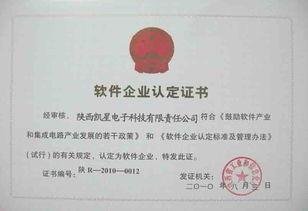 软件企业认定证书
经审核,陕西凯星电子科技有限责任公司符合《鼓励软件产业
和集成电路产业发展的若干政策》和《软件企业认定标准及管理办法》
(试行)的有关规定,认定为软件企业,特发此证。
证书编号:陕 R—2010—0012
发证机关:
二〇一〇年八月